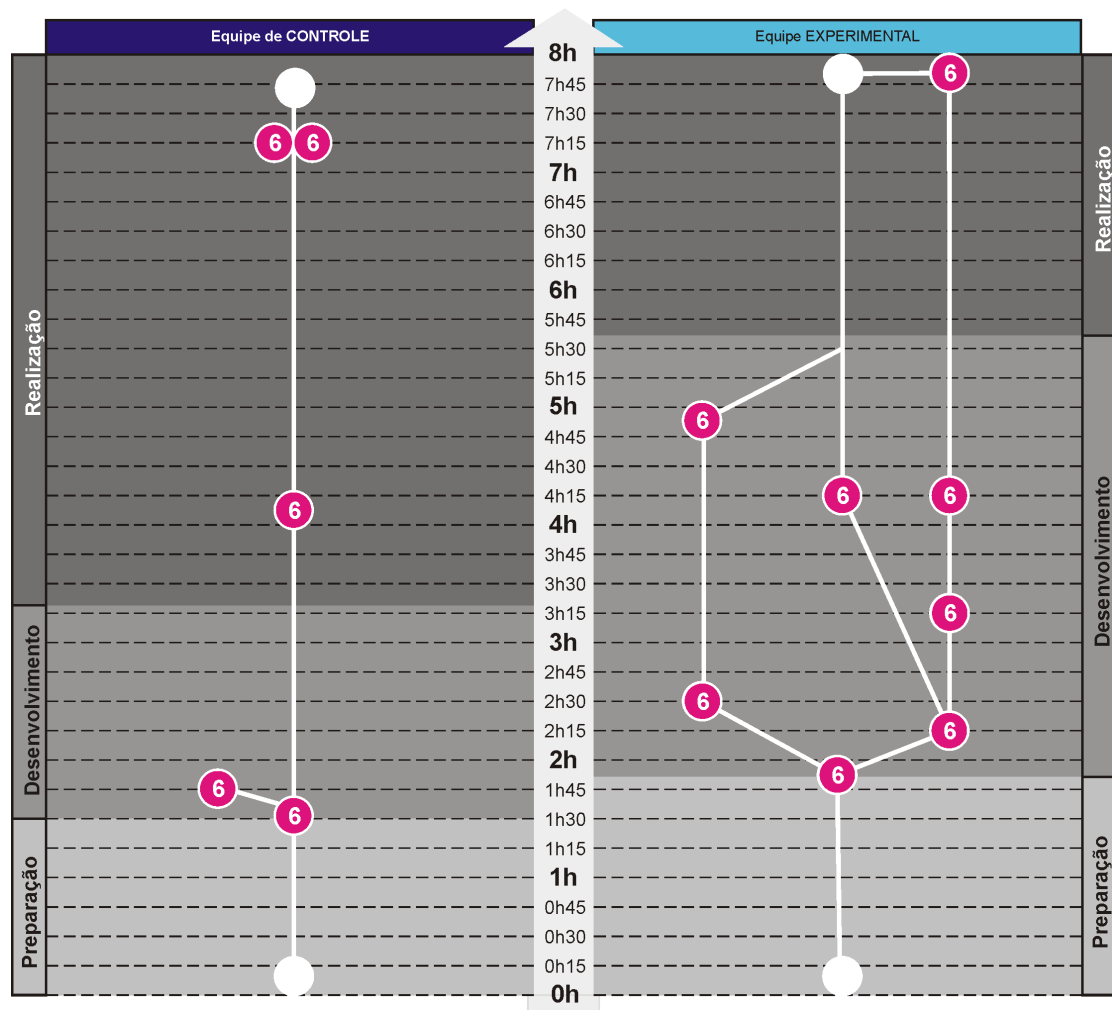 Equipe de CONTROLE
Equipe EXPERIMENTAL
8h
6
7h45
7h30
6 6
7h15
7h
6h45
6h30
6h15
6h
5h45
5h30
5h15
5h
6
4h45
4h30
4h15
6
6
6
4h
3h45
3h30
3h15
6
3h
2h45
2h30
6
2h15
6
2h
6
1h45
6
6
1h30
1h15
1h
0h45
0h30
0h15
0h
Realização
Desenvolvimento
Preparação
Realização
Desenvolvimento
Preparação